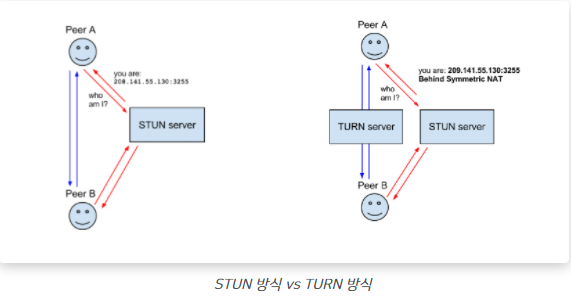 Peer A
you are:
208.141.55.130:3255
who
am I?
STUN server
Peer B
Peer A
you are: 209.141.55.130:3255
Behind Symmetric NAT
who
am I?
TURN server
STUN server
Peer B
STUN 방식 vs TURN 방식